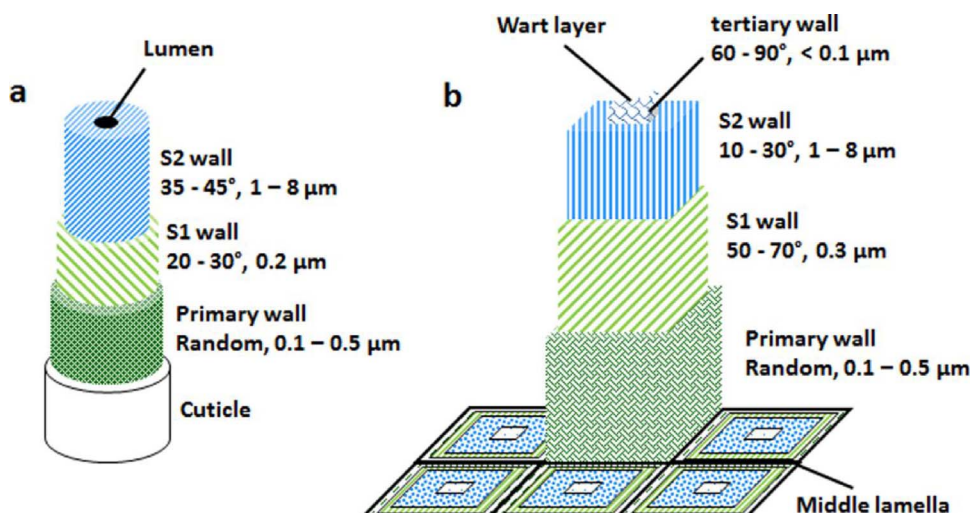 a
Lumen
S2 wall
35 - 45°, 1 – 8 µm
S1 wall
20 - 30°, 0.2 µm
Primary wall
Random, 0.1 – 0.5 µm
Cuticle
b
Wart layer
tertiary wall
60 - 90°, < 0.1 µm
S2 wall
10 - 30°, 1 – 8 µm
S1 wall
50 - 70°, 0.3 µm
Primary wall
Random, 0.1 – 0.5 µm
Middle lamella